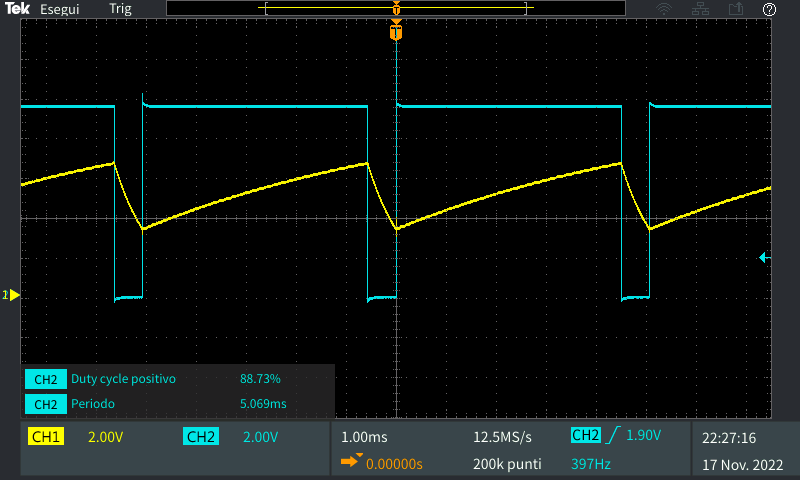 Tek Esegui Trig
T
T
CH2 Duty cycle positivo 88.73%
CH2 Periodo 5.069ms
CH1 2.00V CH2 2.00V 1.00ms 12.5MS/s CH2 1.90V 22:27:16
0.00000s 200k punti 397Hz 17 Nov. 2022